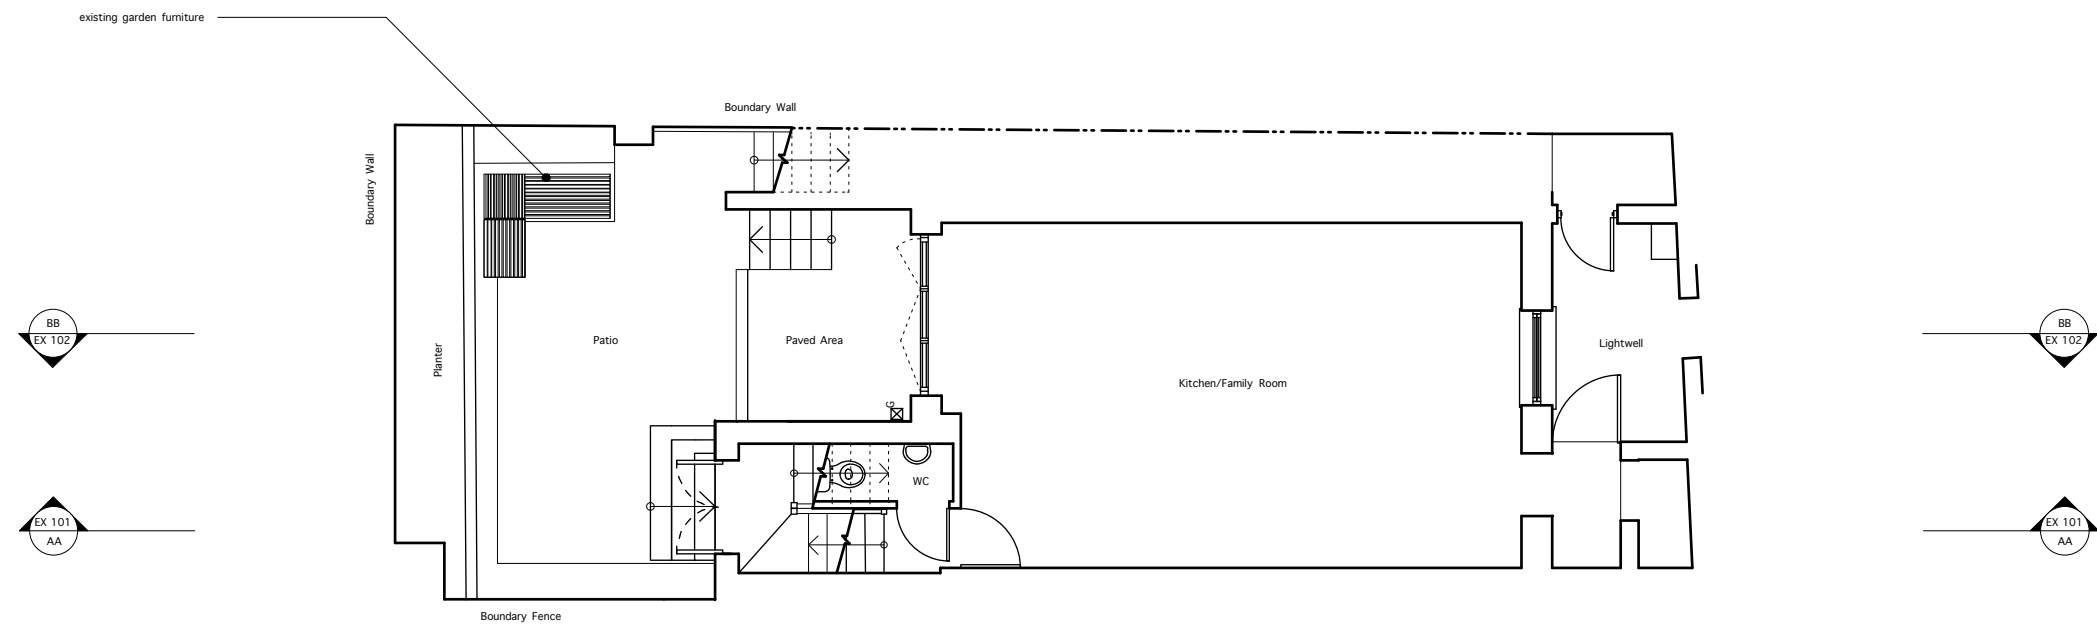 existing garden furniture
Boundary Wall
Boundary Wall
BB
EX 102
Planter
Patio
Paved Area
G
Kitchen/Family Room
Lightwell
BB
EX 102
WC
EX 101
AA
EX 101
AA
Boundary Fence